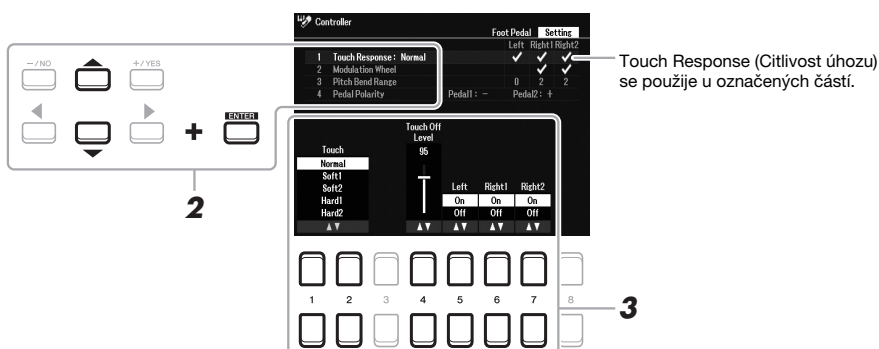 Controller
Foot Pedal Setting
Left Right1 Right2
1 Touch Response: Normal
2 Modulation Wheel
3 Pitch Bend Range 0 2 2
4 Pedal Polarity Pedal1: − Pedal2: +
Touch Response (Citlivost úhozu)
se použije u označených částí.
−/NO +/YES
+ ENTER
2
Touch Off
Level
Touch 95
Normal
Soft1
Soft2 Left Right1 Right2
Hard1 On On On
Hard2 Off Off Off
1 2 3 4 5 6 7 8
3